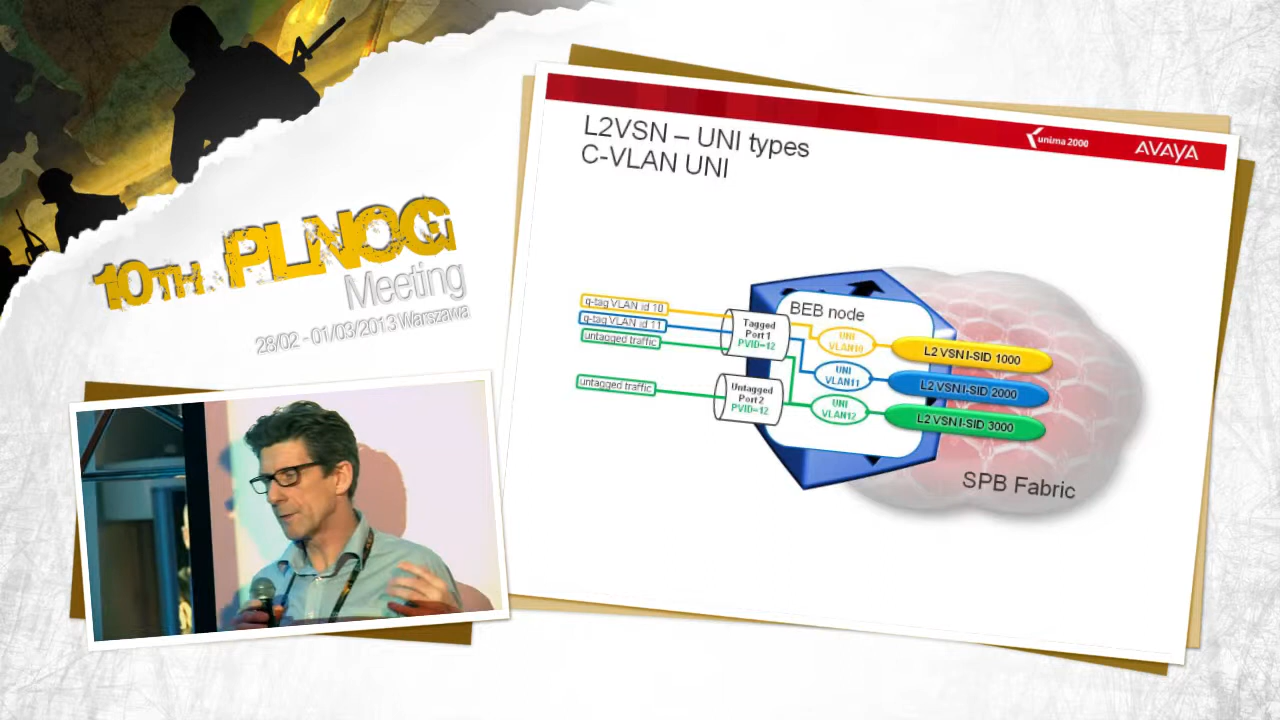 10TH PLNOG
Meeting
28/02 - 01/03/2013 Warszawa
L2VSN – UNI types
C-VLAN UNI
unima 2000
AVAYA
q-tag VLAN id 10
q-tag VLAN id 11
untagged traffic
untagged traffic
Tagged
Port 1
PVID=12
Untagged
Port 2
PVID=12
BEB node
UNI
VLAN10
UNI
VLAN11
UNI
VLAN12
L2 VSN I-SID 1000
L2 VSN I-SID 2000
L2 VSN I-SID 3000
SPB Fabric